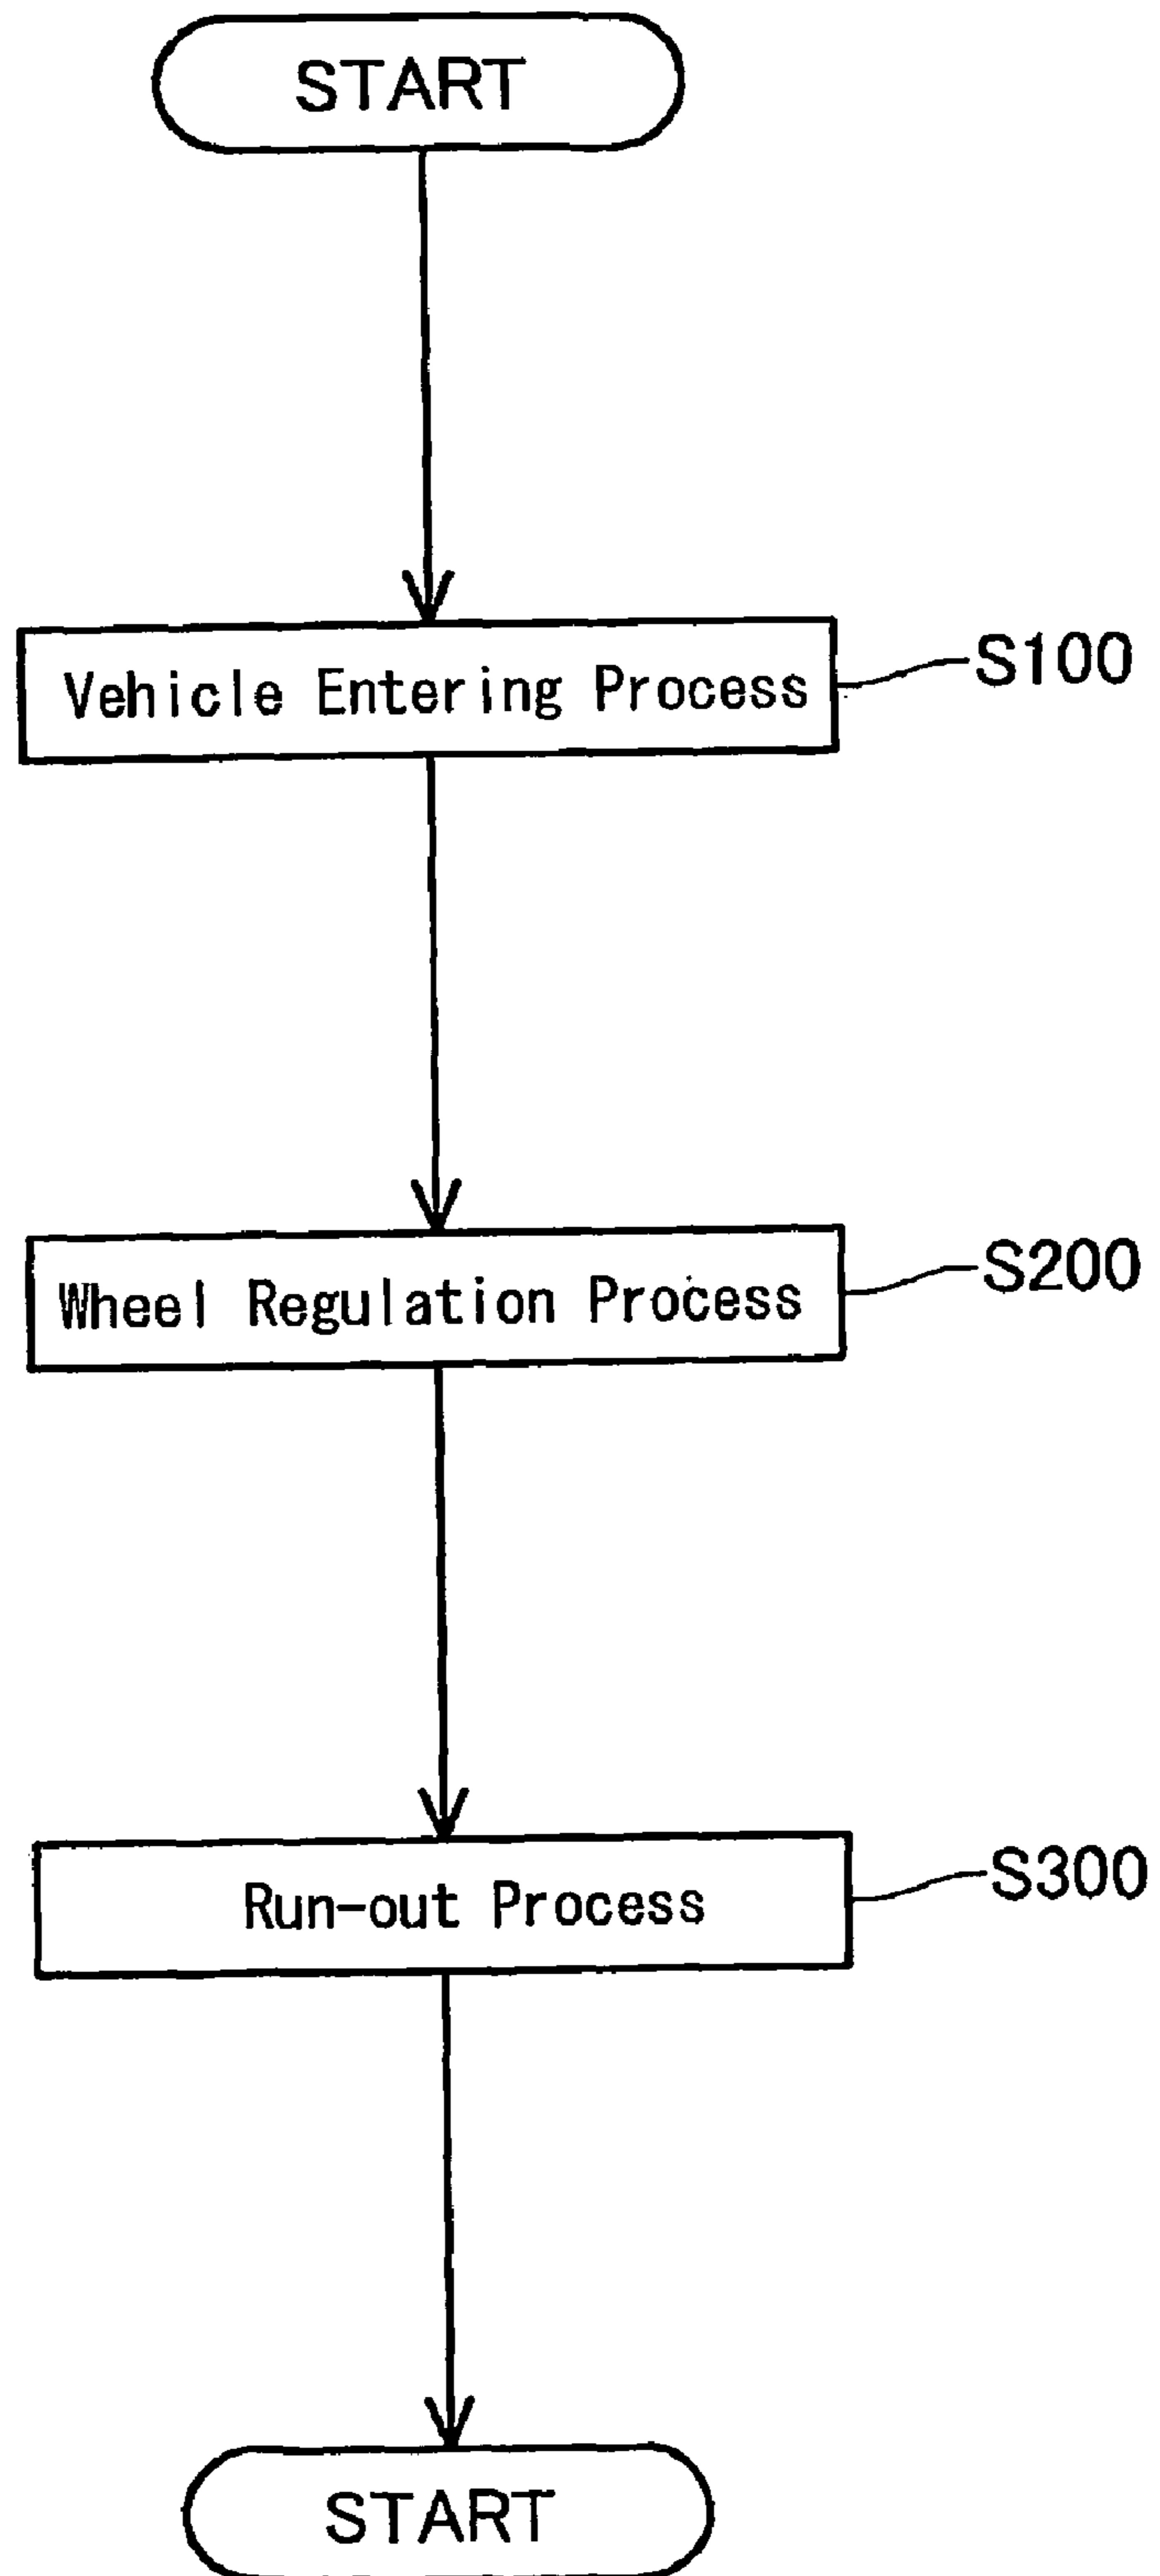 START
Vehicle Entering Process
S100
Wheel Regulation Process
S200
Run-out Process
S300
START